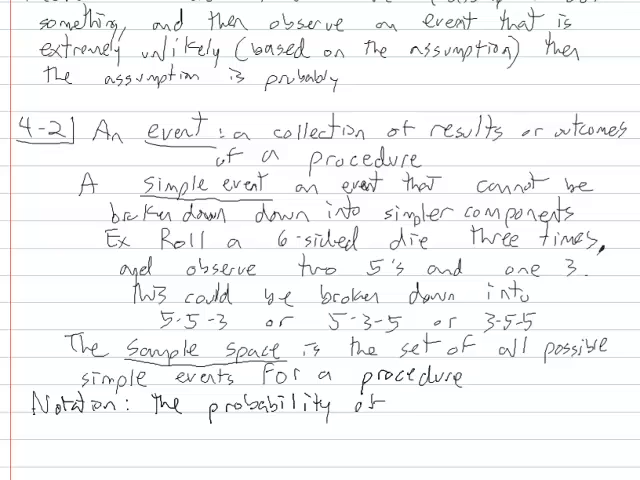 something, and then observe an event that is
extremely unlikely (based on the assumption) then
the assumption is probably
4-2 An event: a collection of results or outcomes
of a procedure
A simple event an event that cannot be
broken down down into simpler components
Ex Roll a 6-sided die three times,
and observe two 5's and one 3.
This could be broken down into
5-5-3 or 5-3-5 or 3-5-5
The sample space is the set of all possible
simple events for a procedure
Notation: the probability of